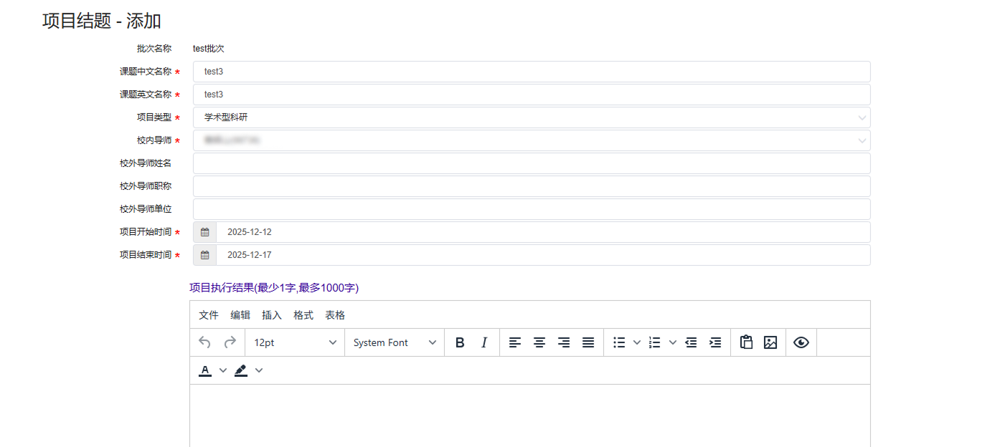 项目结题 - 添加
批次名称 test批次
课题中文名称 * test3
课题英文名称 * test3
项目类型 * 学术型科研
校内导师 *
校外导师姓名
校外导师职称
校外导师单位
项目开始时间 * 2025-12-12
项目结束时间 * 2025-12-17
项目执行结果(最少1字,最多1000字)
文件 编辑 插入 格式 表格
12pt System Font B I
A